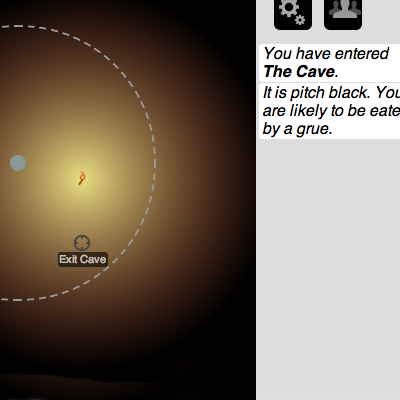 You have entered
The Cave.
It is pitch black. You
are likely to be eate
by a grue.
Exit Cave